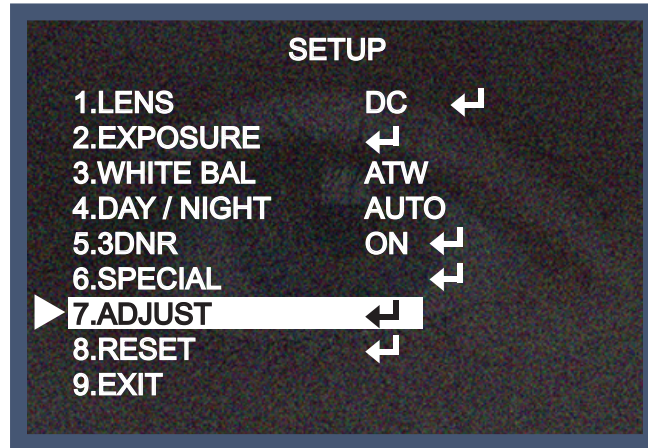 SETUP
1.LENS DC ↵
2.EXPOSURE ↵
3.WHITE BAL ATW
4.DAY / NIGHT AUTO
5.3DNR ON ↵
6.SPECIAL ↵
7.ADJUST ↵
8.RESET ↵
9.EXIT